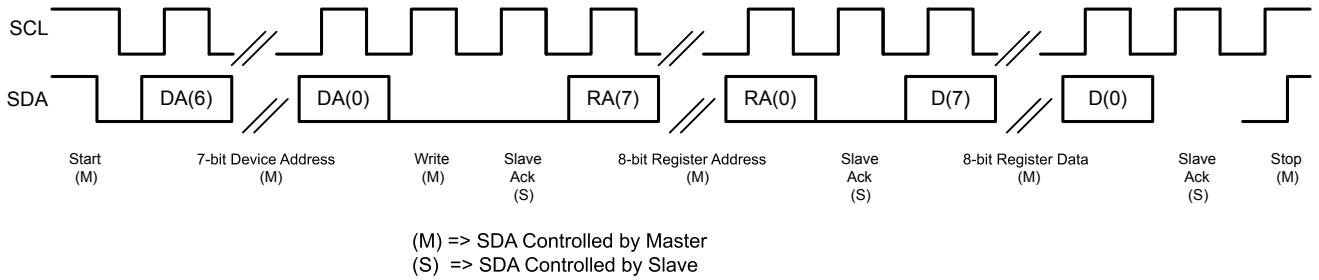 SCL
SDA
DA(6)
DA(0)
RA(7)
RA(0)
D(7)
D(0)
Start
(M)
7-bit Device Address
(M)
Write
(M)
Slave
Ack
(S)
8-bit Register Address
(M)
Slave
Ack
(S)
8-bit Register Data
(M)
Slave
Ack
(S)
Stop
(M)
(M) => SDA Controlled by Master
(S) => SDA Controlled by Slave